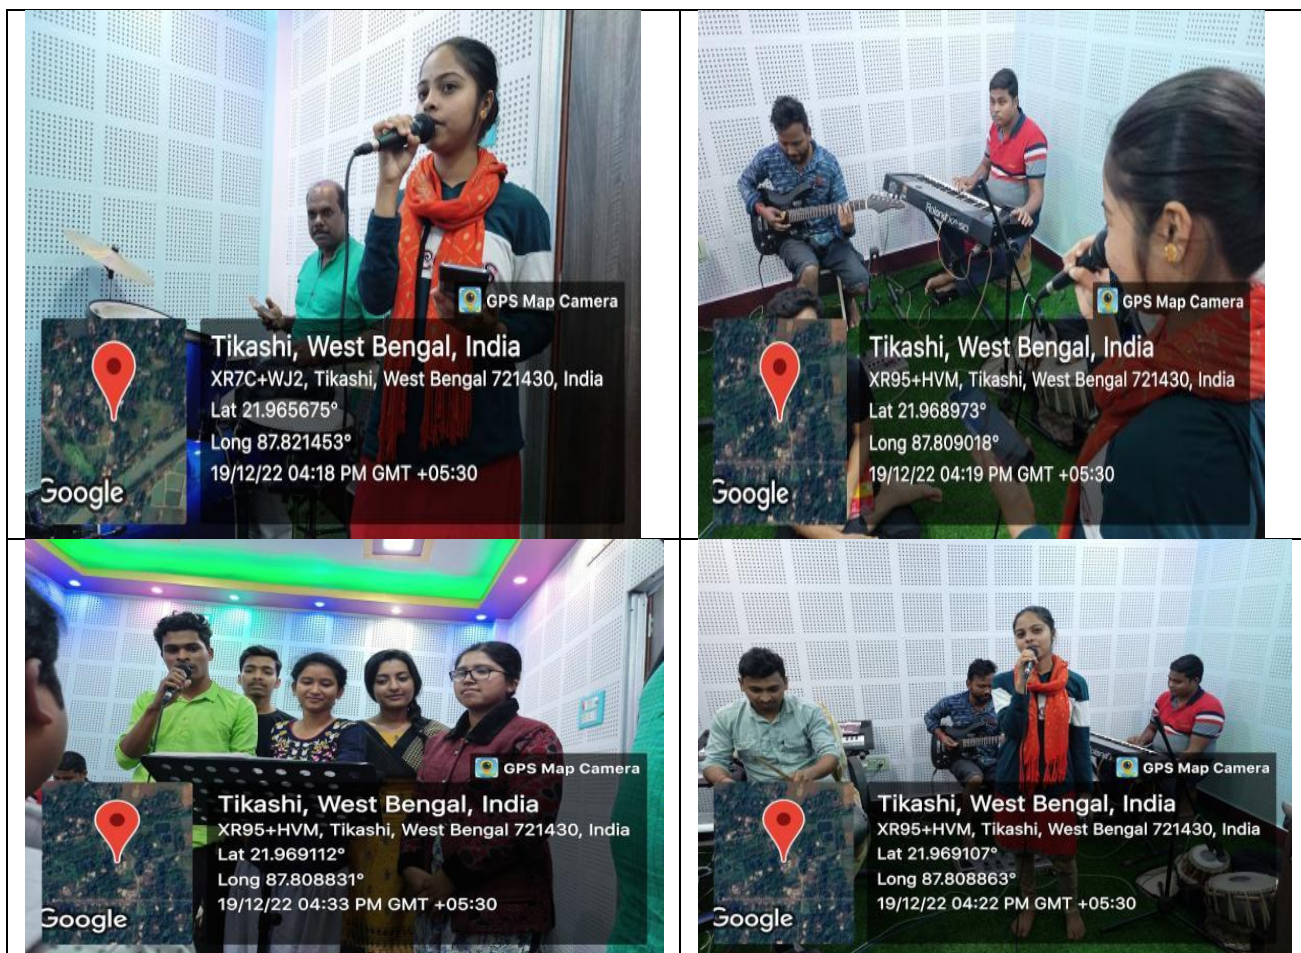 GPS Map Camera
Tikashi, West Bengal, India
XR7C+WJ2, Tikashi, West Bengal 721430, India
Lat 21.965675°
Long 87.821453°
19/12/22 04:18 PM GMT +05:30
Google
Roland
GPS Map Camera
Tikashi, West Bengal, India
XR95+HVM, Tikashi, West Bengal 721430, India
Lat 21.968973°
Long 87.809018°
19/12/22 04:19 PM GMT +05:30
Google
GPS Map Camera
Tikashi, West Bengal, India
XR95+HVM, Tikashi, West Bengal 721430, India
Lat 21.969112°
Long 87.808831°
19/12/22 04:33 PM GMT +05:30
Google
GPS Map Camera
Tikashi, West Bengal, India
XR95+HVM, Tikashi, West Bengal 721430, India
Lat 21.969107°
Long 87.808863°
19/12/22 04:22 PM GMT +05:30
Google